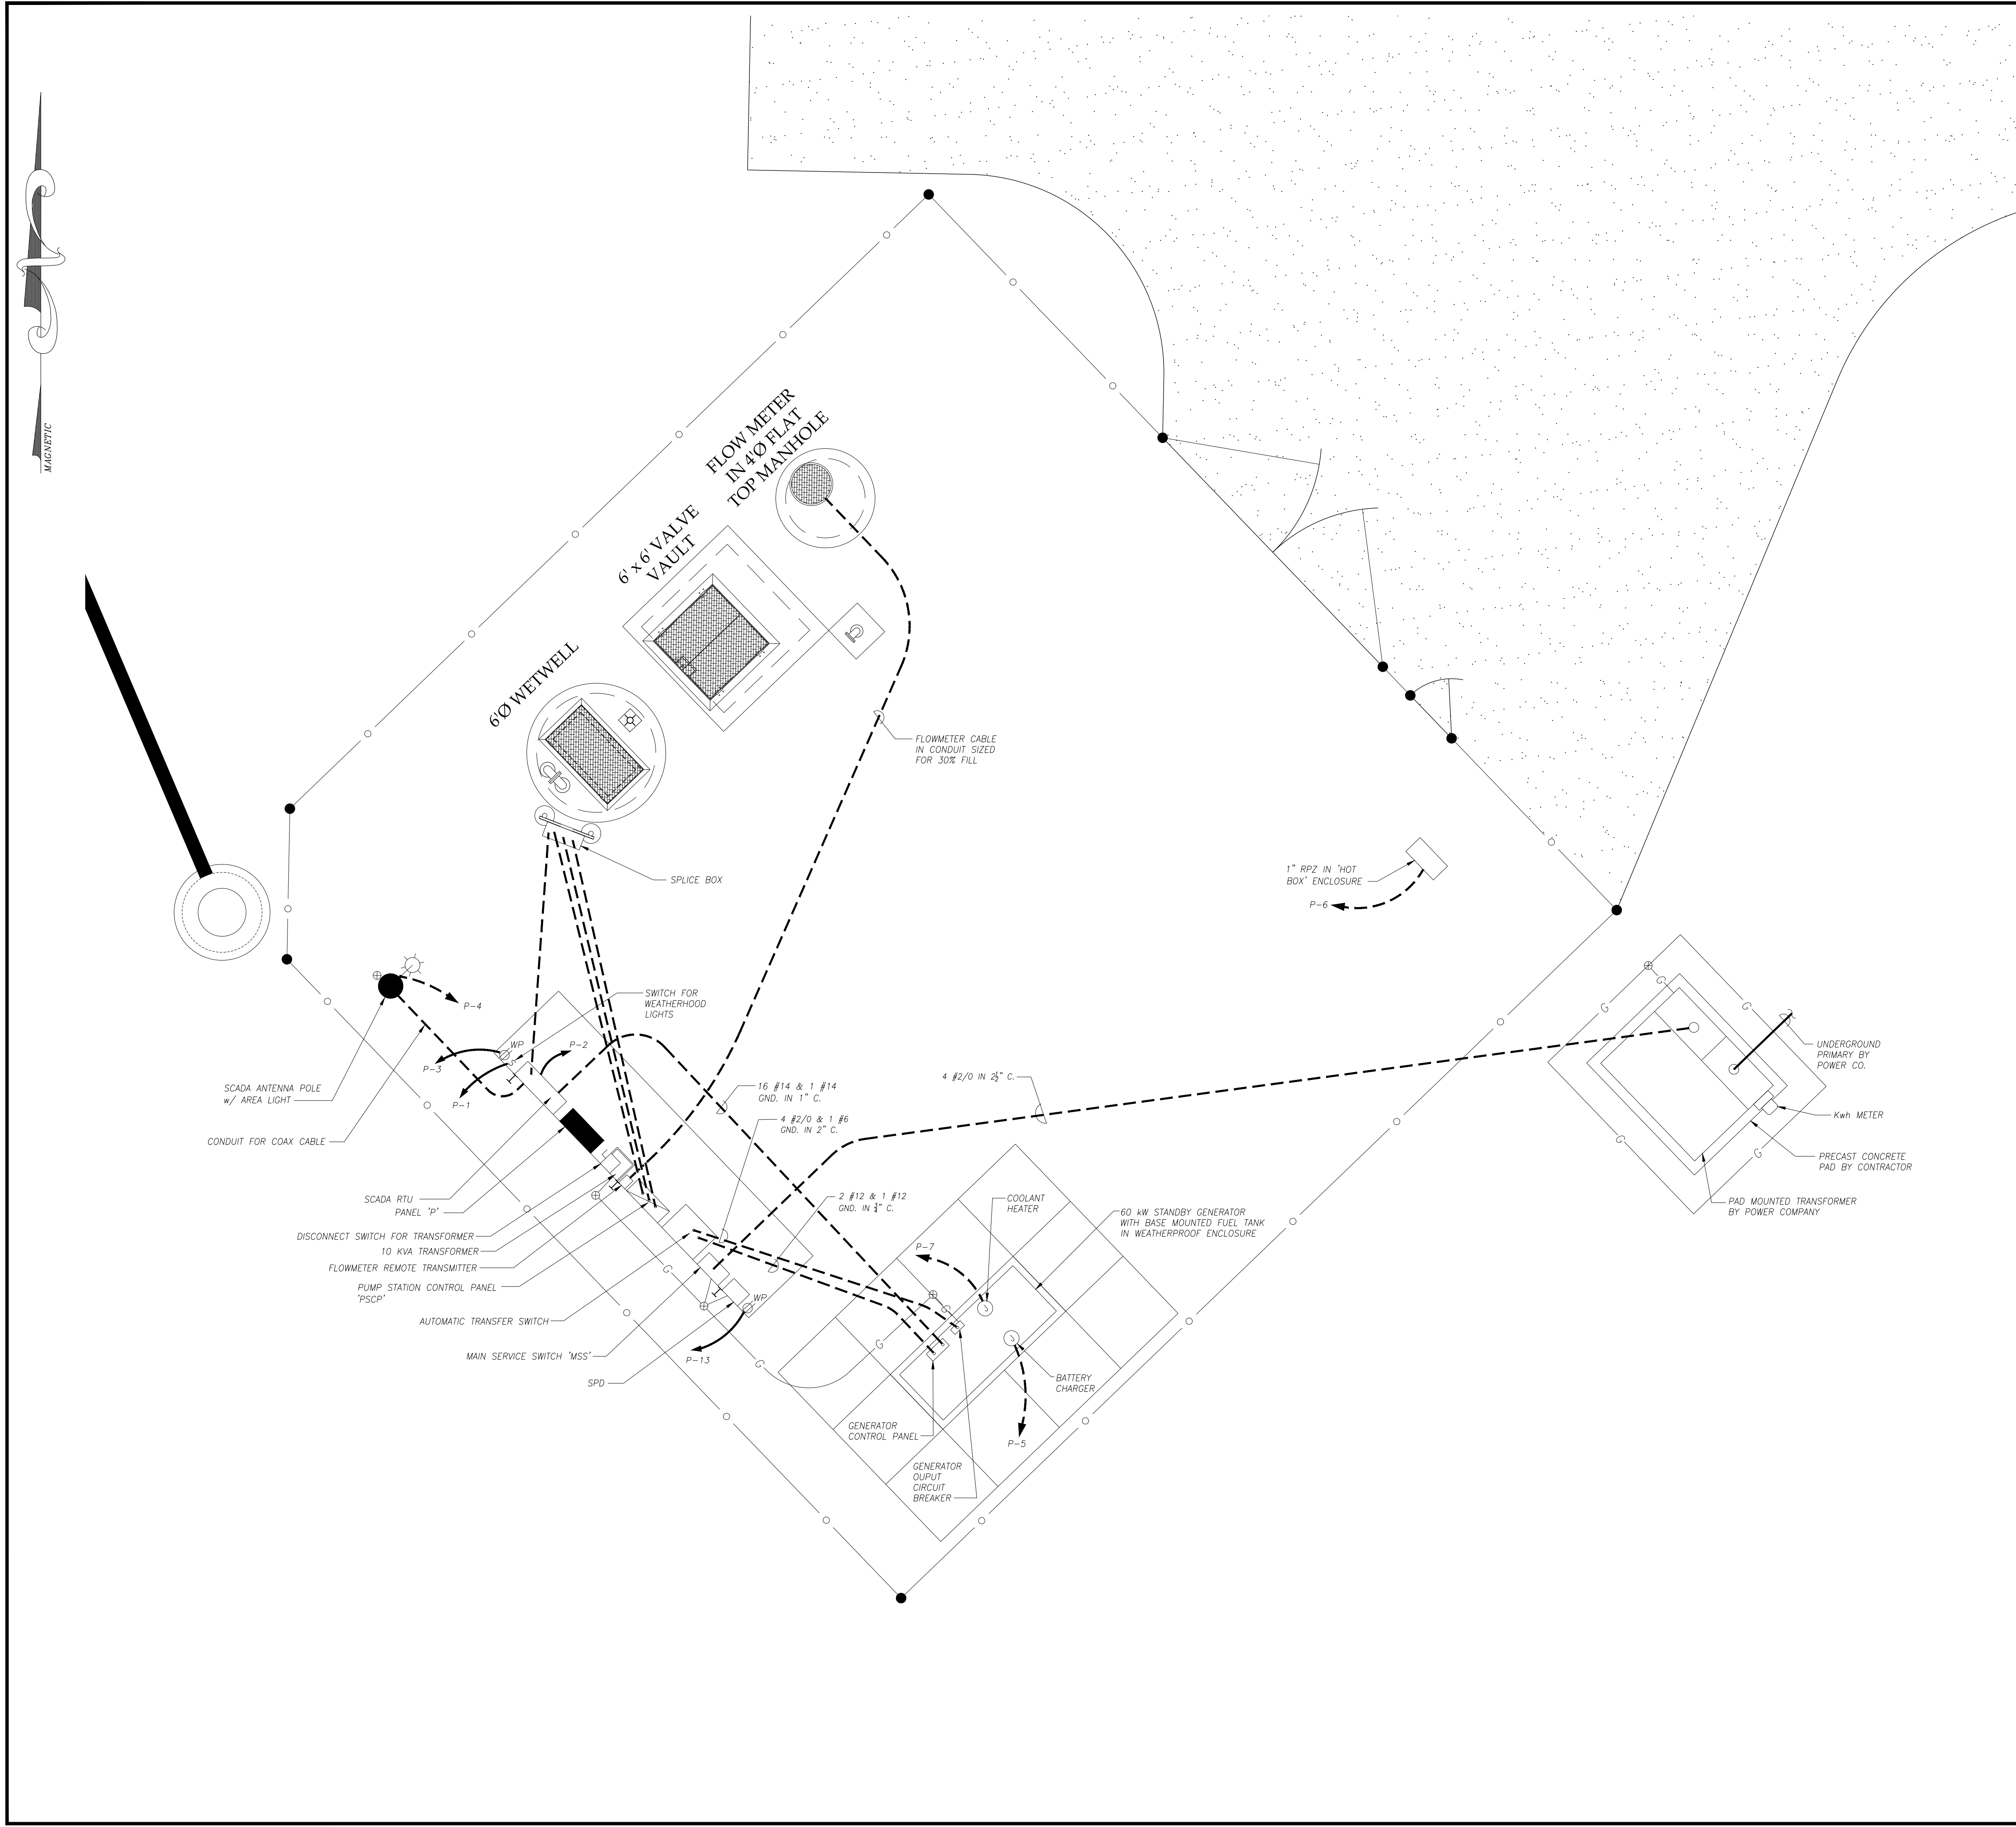 MAGNETIC
FLOW METER
IN 4'Ø FLAT
TOP MANHOLE
6' x 6' VALVE
VAULT
6'Ø WETWELL
FLOWMETER CABLE
IN CONDUIT SIZED
FOR 30% FILL
SPLICE BOX
1" RPZ IN 'HOT
BOX' ENCLOSURE
P-6
P-4
SWITCH FOR
WEATHERHOOD
LIGHTS
WP
P-2
P-3
P-1
SCADA ANTENNA POLE
w/ AREA LIGHT
CONDUIT FOR COAX CABLE
16 #14 & 1 #14
GND. IN 1" C.
4 #2/0 & 1 #6
GND. IN 2" C.
4 #2/0 IN 2½" C.
UNDERGROUND
PRIMARY BY
POWER CO.
Kwh METER
PRECAST CONCRETE
PAD BY CONTRACTOR
PAD MOUNTED TRANSFORMER
BY POWER COMPANY
SCADA RTU
PANEL 'P'
DISCONNECT SWITCH FOR TRANSFORMER
10 KVA TRANSFORMER
FLOWMETER REMOTE TRANSMITTER
PUMP STATION CONTROL PANEL
'PSCP'
AUTOMATIC TRANSFER SWITCH
MAIN SERVICE SWITCH 'MSS'
SPD
2 #12 & 1 #12
GND. IN ¾" C.
COOLANT
HEATER
60 kW STANDBY GENERATOR
WITH BASE MOUNTED FUEL TANK
IN WEATHERPROOF ENCLOSURE
P-7
WP
P-13
BATTERY
CHARGER
GENERATOR
CONTROL PANEL
P-5
GENERATOR
OUPUT
CIRCUIT
BREAKER
G
G
G
G
G
G
G
G
G
S